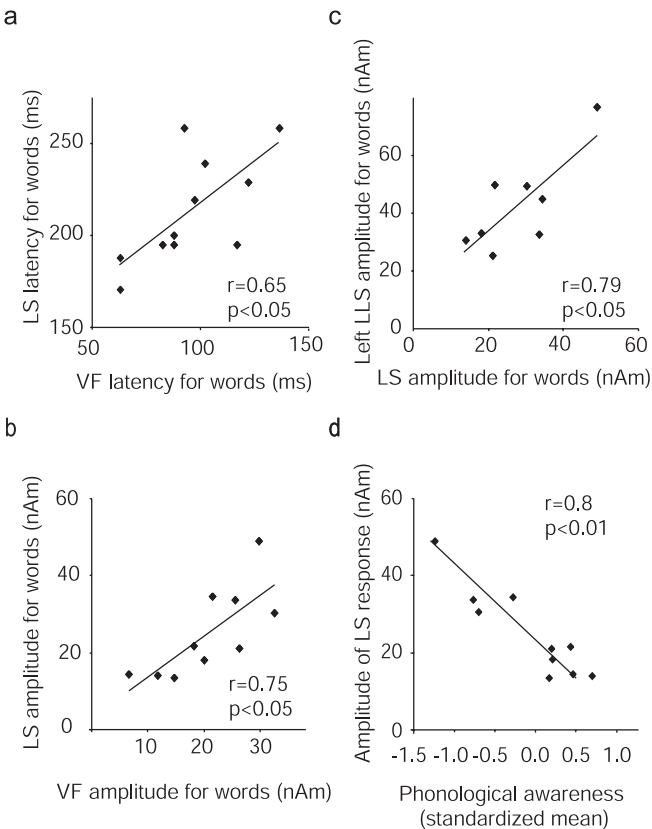 a
LS latency for words (ms)
250
200
150
50
100
150
r=0.65
p<0.05
VF latency for words (ms)
c
Left LLS amplitude for words (nAm)
60
40
20
0
0
20
40
60
r=0.79
p<0.05
LS amplitude for words (nAm)
b
LS amplitude for words (nAm)
60
40
20
0
10
20
30
r=0.75
p<0.05
VF amplitude for words (nAm)
d
Amplitude of LS response (nAm)
60
40
20
0
-1.5 -1.0 -0.5 0.0 0.5 1.0
r=0.8
p<0.01
Phonological awareness
(standardized mean)